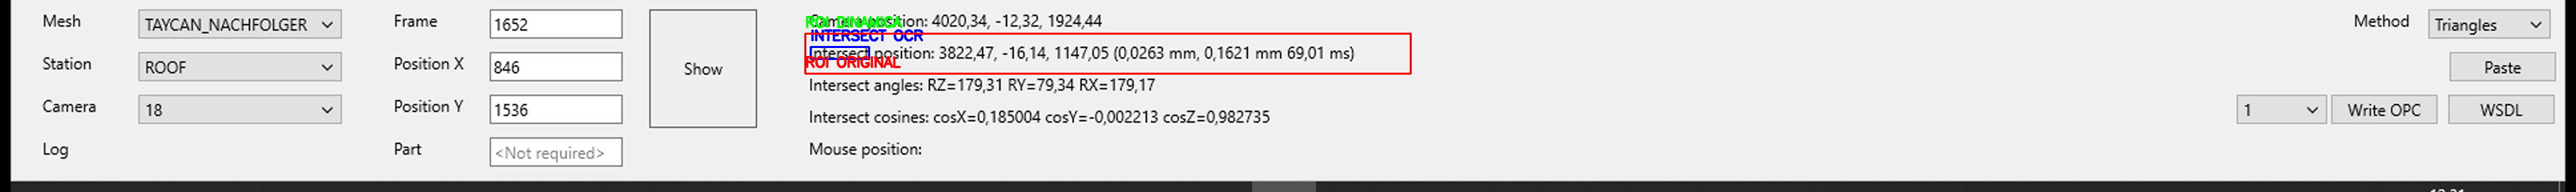 Mesh TAYCAN_NACHFOLGER Frame 1652 ROI DINAMICA Camera position: 4020,34, -12,32, 1924,44 Method Triangles
INTERSECT OCR
Station ROOF Position X 846 Show Intersect position: 3822,47, -16,14, 1147,05 (0,0263 mm, 0,1621 mm 69,01 ms) Paste
ROI ORIGINAL
Intersect angles: RZ=179,31 RY=79,34 RX=179,17
Camera 18 Position Y 1536 Intersect cosines: cosX=0,185004 cosY=-0,002213 cosZ=0,982735 1 Write OPC WSDL
Log Part <Not required> Mouse position: